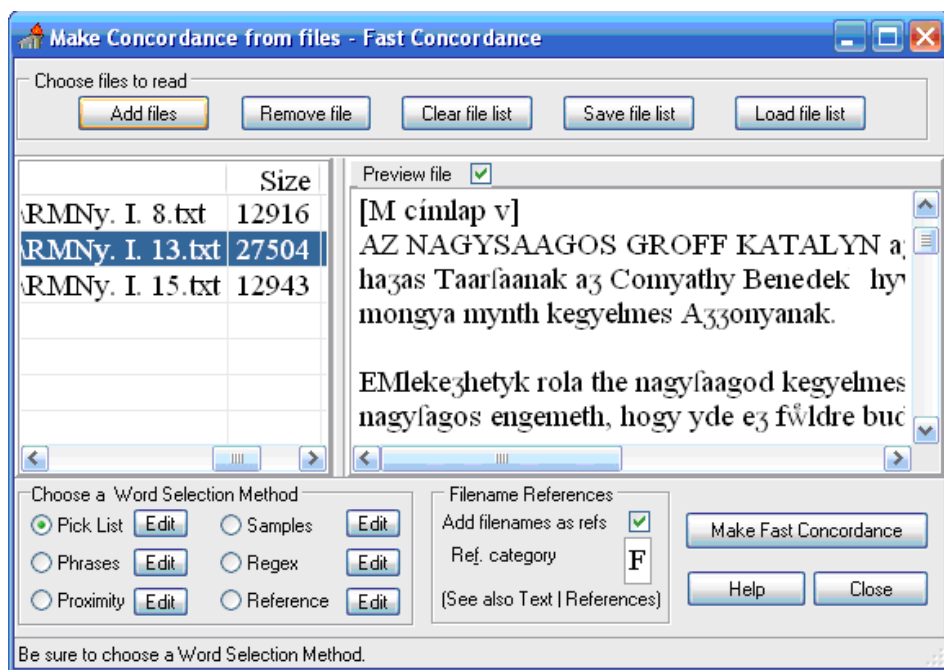 Make Concordance from files - Fast Concordance
Choose files to read
Add files
Remove file
Clear file list
Save file list
Load file list
Size
\RMNy. I. 8.txt 12916
\RMNy. I. 13.txt 27504
\RMNy. I. 15.txt 12943
Preview file
[M címlap v]
AZ NAGYSAAGOS GROFF KATALYN aʒ
haʒas Taarſaanak aʒ Comyathy Benedek hyw
mongya mynth kegyelmes Aʒʒonyanak.
EMlekeʒhetyk rola the nagyſaagod kegyelmes
nagyſagos engemeth, hogy yde eʒ fẘldre bud
Choose a Word Selection Method
Pick List Edit Samples Edit
Phrases Edit Regex Edit
Proximity Edit Reference Edit
Filename References
Add filenames as refs
Ref. category F
(See also Text | References)
Make Fast Concordance
Help
Close
Be sure to choose a Word Selection Method.